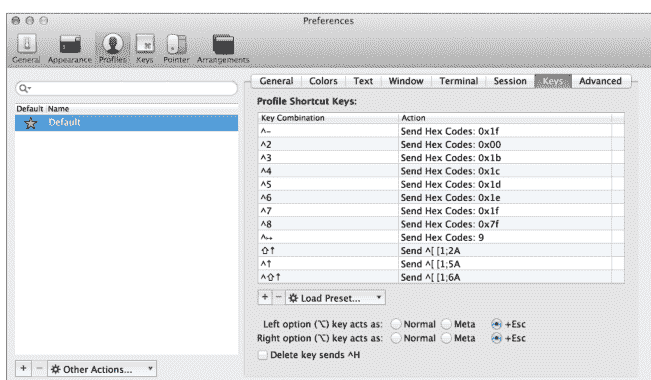 Preferences
General Appearance Profiles Keys Pointer Arrangements
General Colors Text Window Terminal Session Keys Advanced
Default Name
Default
Profile Shortcut Keys:
Key Combination Action
^- Send Hex Codes: 0x1f
^2 Send Hex Codes: 0x00
^3 Send Hex Codes: 0x1b
^4 Send Hex Codes: 0x1c
^5 Send Hex Codes: 0x1d
^6 Send Hex Codes: 0x1e
^7 Send Hex Codes: 0x1f
^8 Send Hex Codes: 0x7f
^↔ Send Hex Codes: 9
⇧↑ Send ^[ [1;2A
^↑ Send ^[ [1;5A
^⇧↑ Send ^[ [1;6A
+ - Load Preset...
Left option (⌥) key acts as: Normal Meta +Esc
Right option (⌥) key acts as: Normal Meta +Esc
Delete key sends ^H
+ - Other Actions...